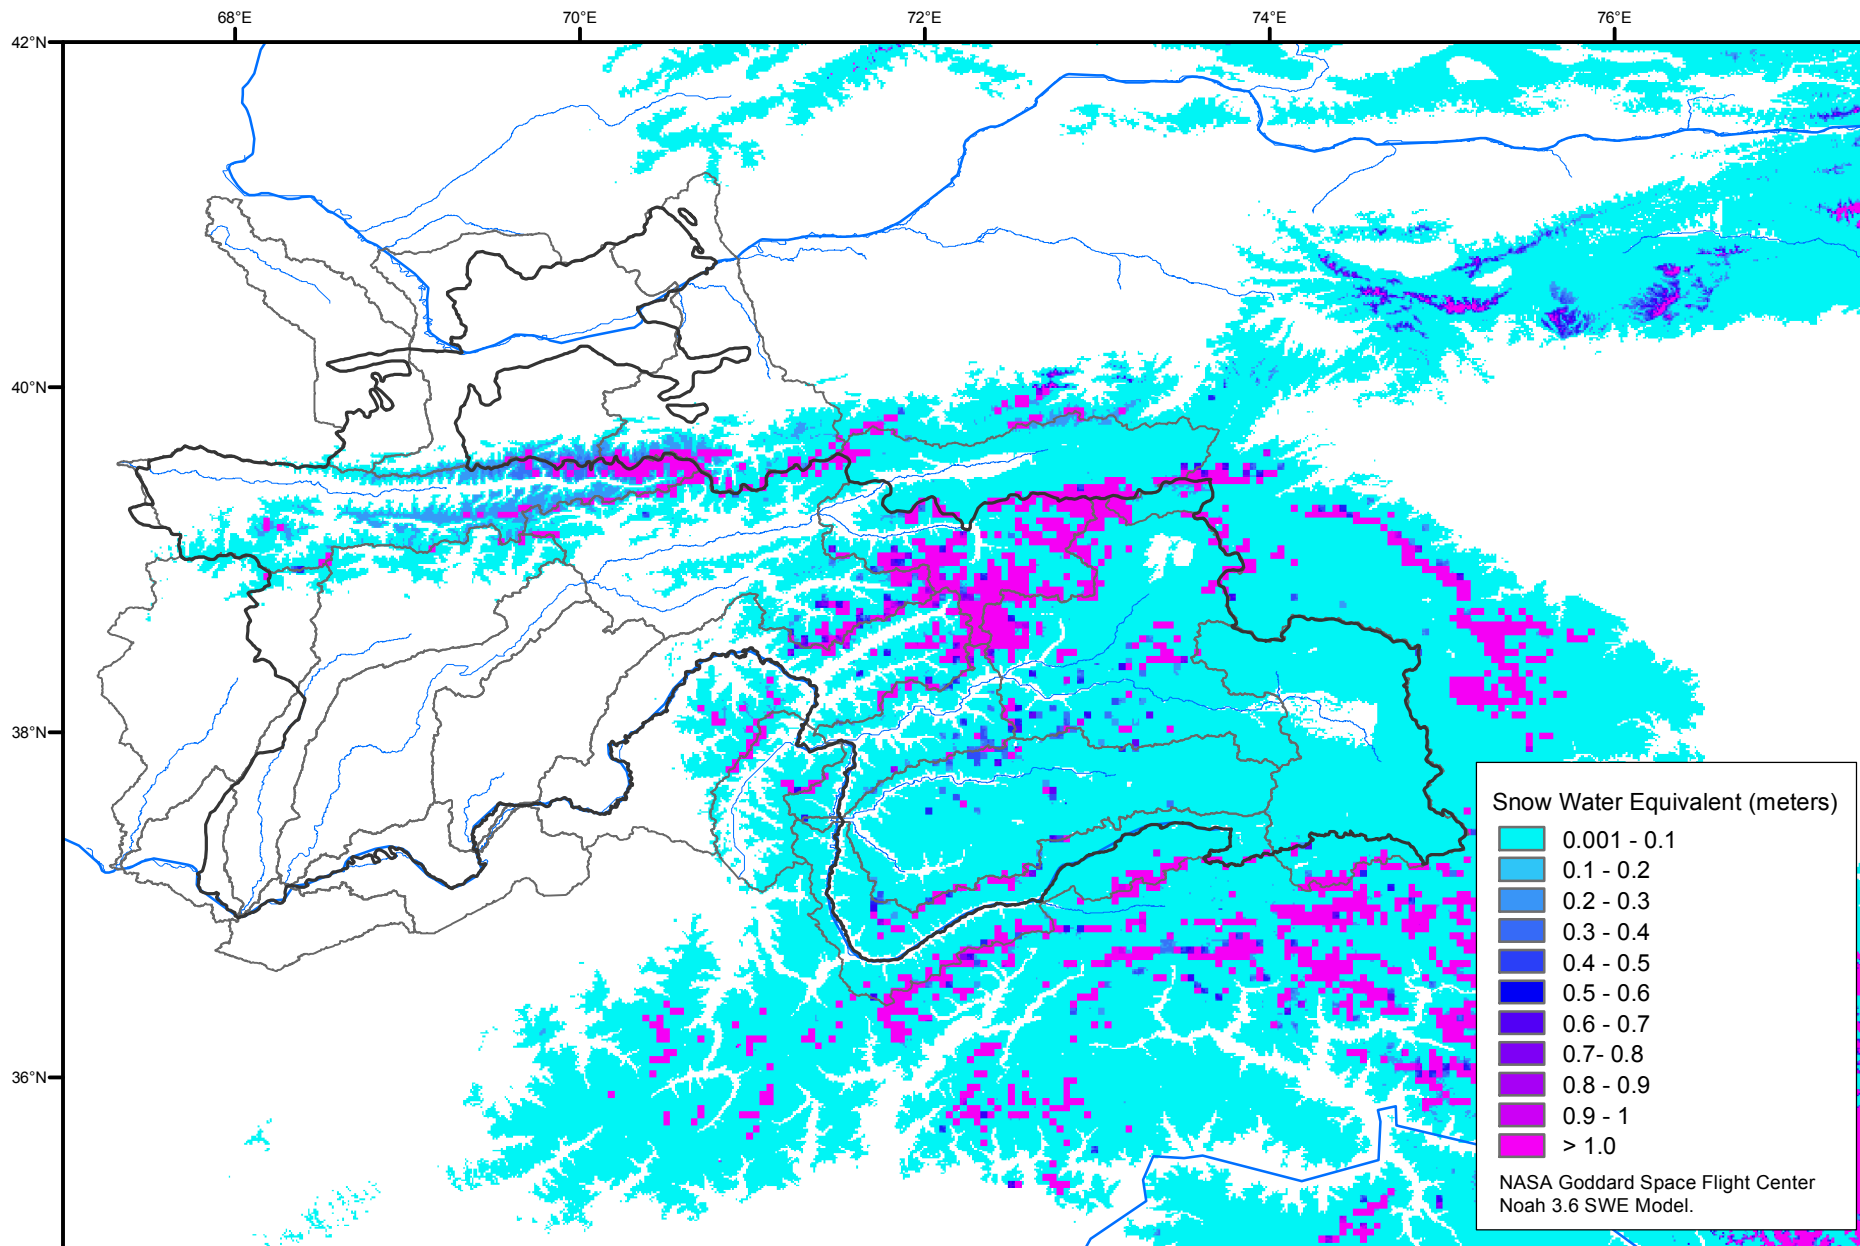 68°E 70°E 72°E 74°E 76°E
42°N
40°N
38°N
36°N
Snow Water Equivalent (meters)
0.001 - 0.1
0.1 - 0.2
0.2 - 0.3
0.3 - 0.4
0.4 - 0.5
0.5 - 0.6
0.6 - 0.7
0.7- 0.8
0.8 - 0.9
0.9 - 1
> 1.0
NASA Goddard Space Flight Center
Noah 3.6 SWE Model.